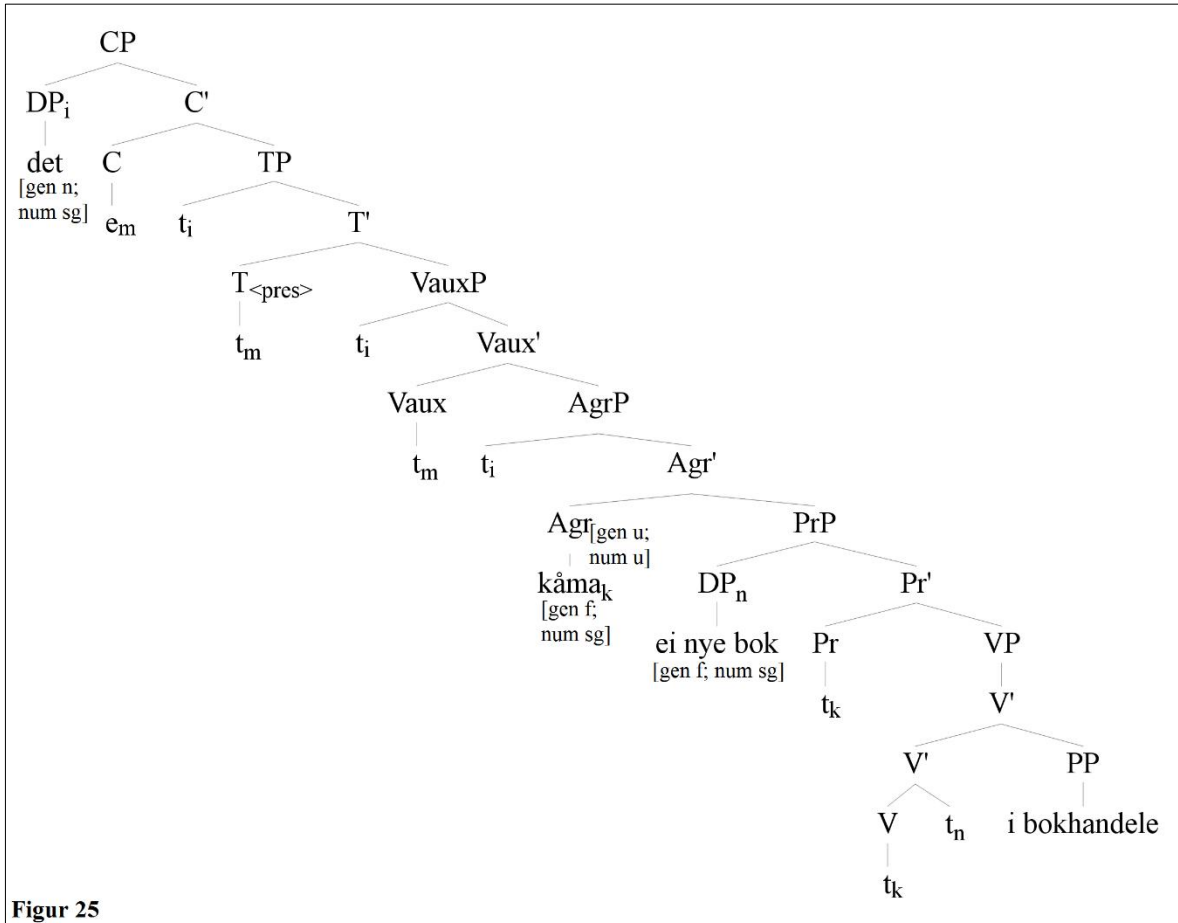 CP
DPi C'
det C TP
[gen n;
num sg]
em ti T'
T<pres> VauxP
tm ti Vaux'
Vaux AgrP
tm ti Agr'
Agr[gen u; PrP
num u]
kåmak DPn Pr'
[gen f;
num sg]
ei nye bok Pr VP
[gen f; num sg]
tk V'
V' PP
V tn i bokhandele
tk
Figur 25